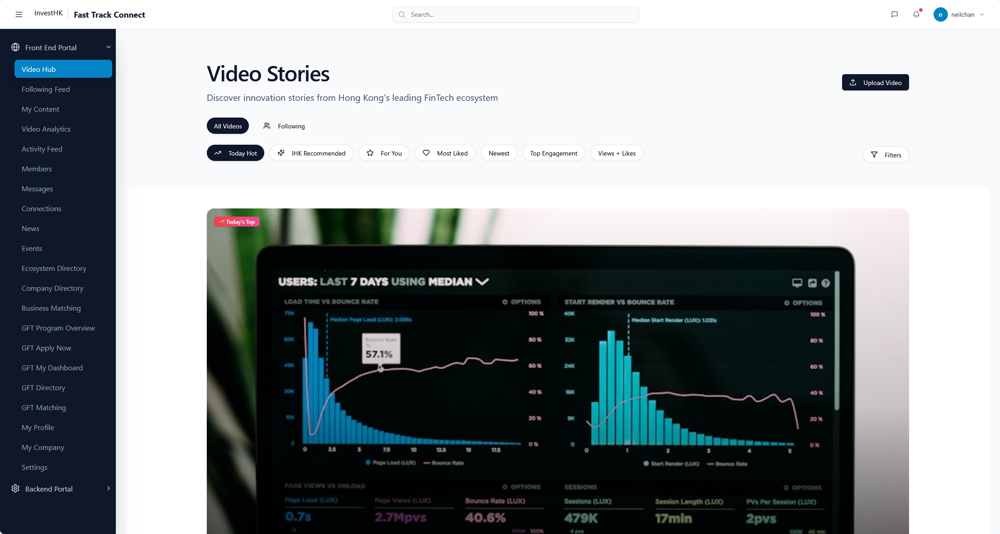 InvestHK
Fast Track Connect
Search...
n
neilchan
Front End Portal
Video Hub
Following Feed
My Content
Video Analytics
Activity Feed
Members
Messages
Connections
News
Events
Ecosystem Directory
Company Directory
Business Matching
GFT Program Overview
GFT Apply Now
GFT My Dashboard
GFT Directory
GFT Matching
My Profile
My Company
Settings
Backend Portal
Video Stories
Discover innovation stories from Hong Kong's leading FinTech ecosystem
Upload Video
All Videos
Following
Today Hot
IHK Recommended
For You
Most Liked
Newest
Top Engagement
Views + Likes
Filters
Today's Top
USERS: LAST 7 DAYS USING MEDIAN
LOAD TIME VS BOUNCE RATE
OPTIONS
75K
100 %
Median Page Load (LUX): 2.056s
60K
80 %
Bounce Rate
7s
57.1%
45K
60 %
30K
40 %
15K
20 %
0
0 %
0 2.5 5 7.5 10 12.5 15 17.5
Page Load (LUX)
Bounce Rate
START RENDER VS BOUNCE RATE
OPTIONS
40K
100 %
Median Start Render (LUX): 1.031s
32K
80 %
24K
60 %
16K
40 %
8K
20 %
0
0 %
0 1 2 3 4 5
Start Render (LUX)
Bounce Rate
PAGE VIEWS VS ONLOAD
OPTIONS
Page Load (LUX)
Page Views (LUX)
Bounce Rate (LUX)
0.7s
2.7Mpvs
40.6%
1s
500K 100%
SESSIONS
OPTIONS
Sessions (LUX)
Session Length (LUX)
PVs Per Session (LUX)
479K
17min
2pvs
4 pvs
100K 40 min